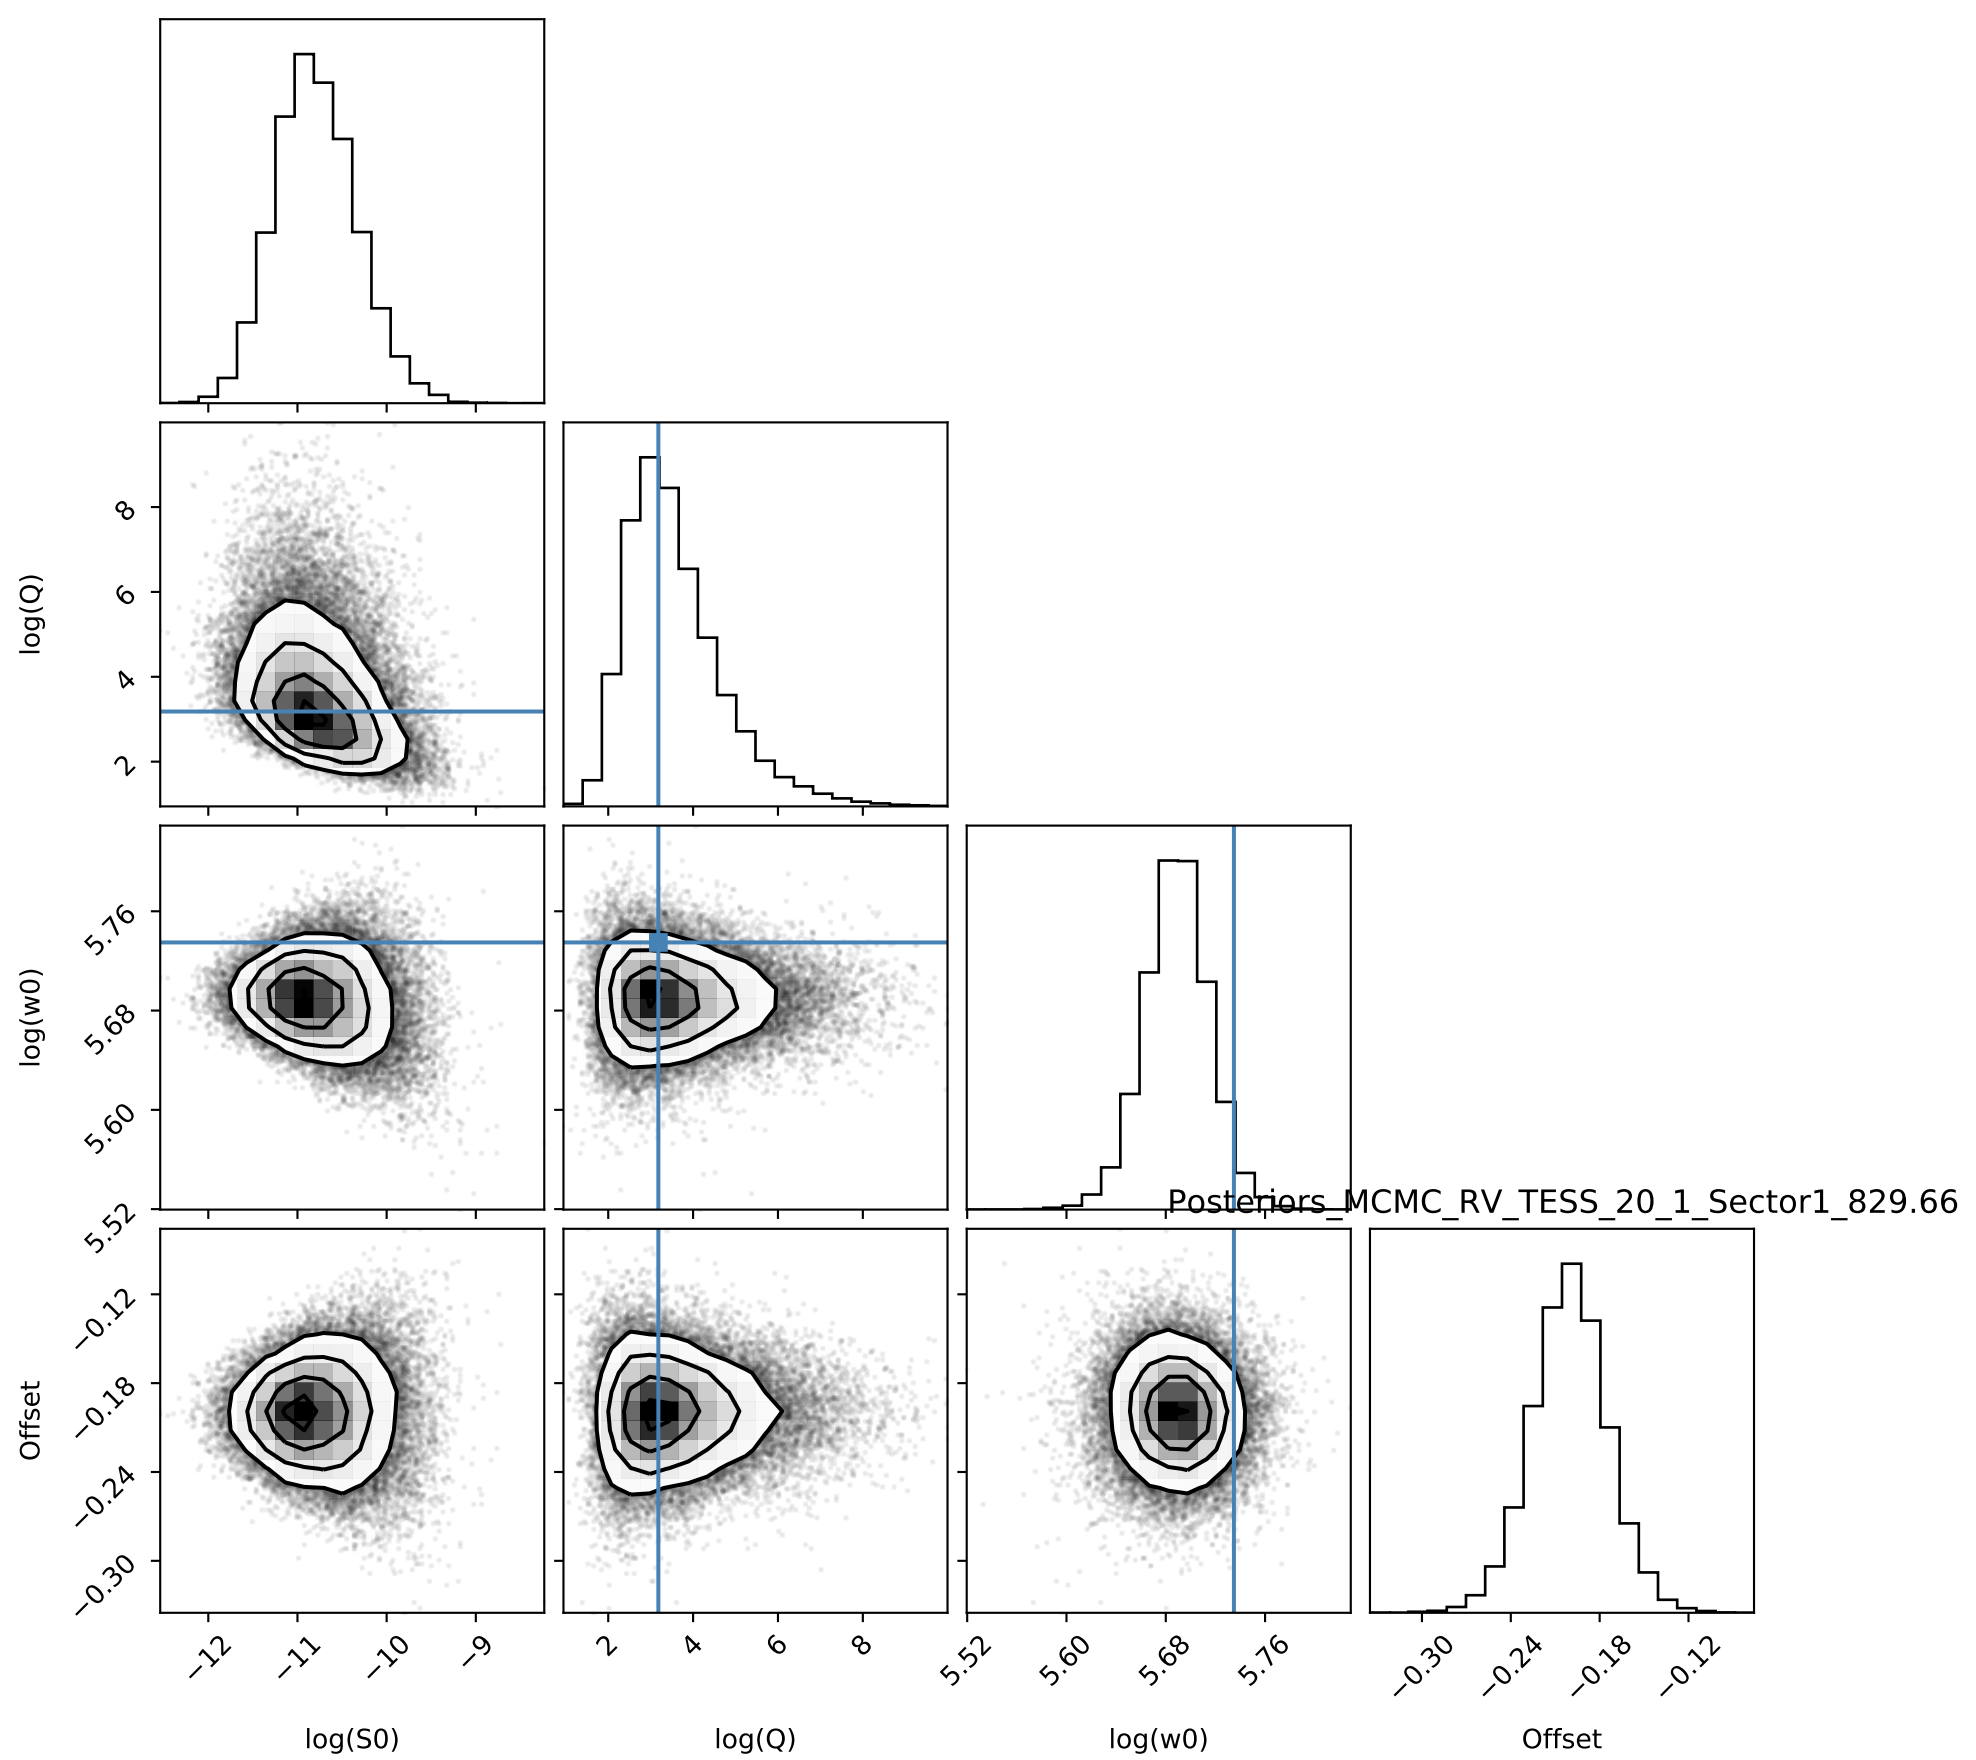 log(Q)
8
6
4
2
log(w0)
5.76
5.68
5.60
5.52
Posteriors_MCMC_RV_TESS_20_1_Sector1_829.66
Offset
−0.12
−0.18
−0.24
−0.30
−12 −11 −10 −9
2 4 6 8
5.52 5.60 5.68 5.76
−0.30 −0.24 −0.18 −0.12
log(S0)
log(Q)
log(w0)
Offset